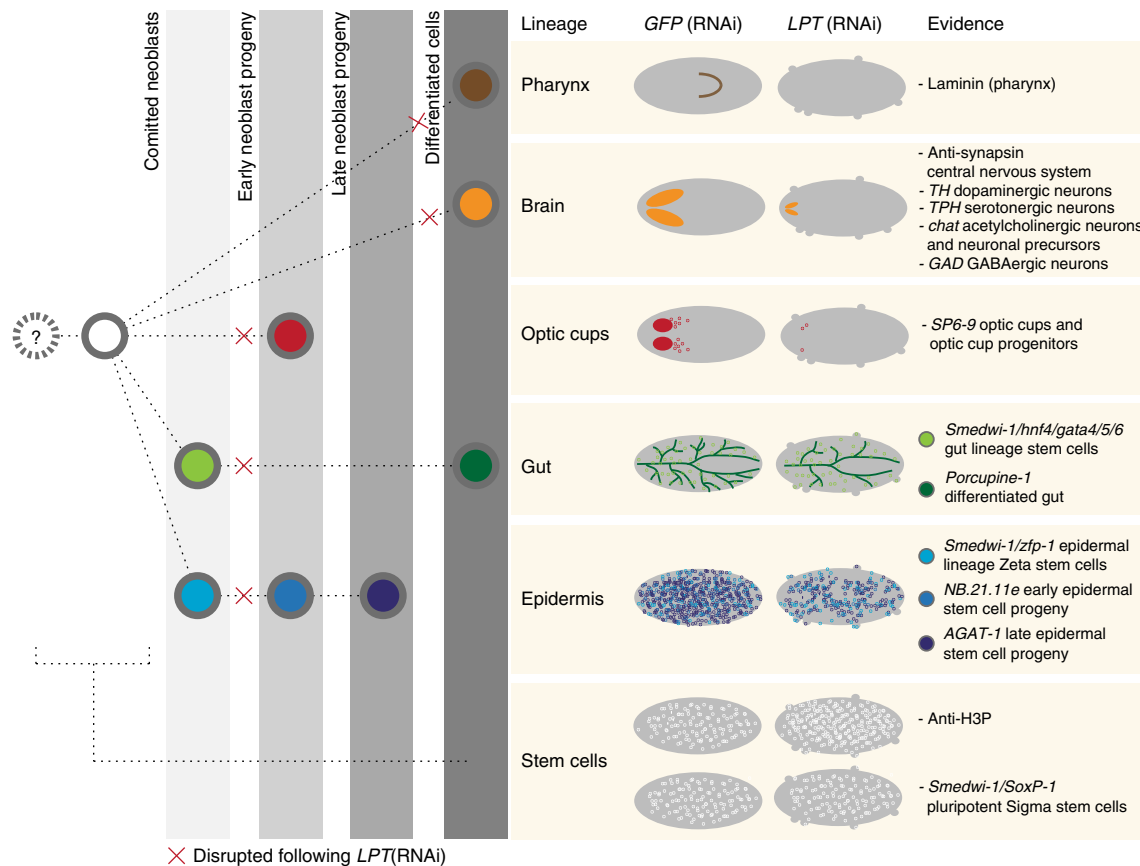 Comitted neoblasts
Early neoblast progeny
Late neoblast progeny
Differentiated cells
?
Disrupted following LPT(RNAi)
Lineage GFP (RNAi) LPT (RNAi) Evidence
Pharynx
- Laminin (pharynx)
Brain
- Anti-synapsin
central nervous system
- TH dopaminergic neurons
- TPH serotonergic neurons
- chat acetylcholinergic neurons
and neuronal precursors
- GAD GABAergic neurons
Optic cups
- SP6-9 optic cups and
optic cup progenitors
Gut
Smedwi-1/hnf4/gata4/5/6
gut lineage stem cells
Porcupine-1
differentiated gut
Epidermis
Smedwi-1/zfp-1 epidermal
lineage Zeta stem cells
NB.21.11e early epidermal
stem cell progeny
AGAT-1 late epidermal
stem cell progeny
Stem cells
- Anti-H3P
- Smedwi-1/SoxP-1
pluripotent Sigma stem cells